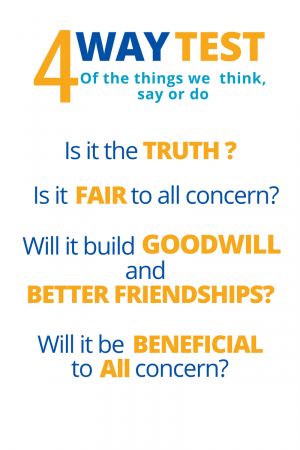 4 WAY TEST
Of the things we think,
say or do
Is it the TRUTH ?
Is it FAIR to all concern?
Will it build GOODWILL
and
BETTER FRIENDSHIPS?
Will it be BENEFICIAL
to All concern?